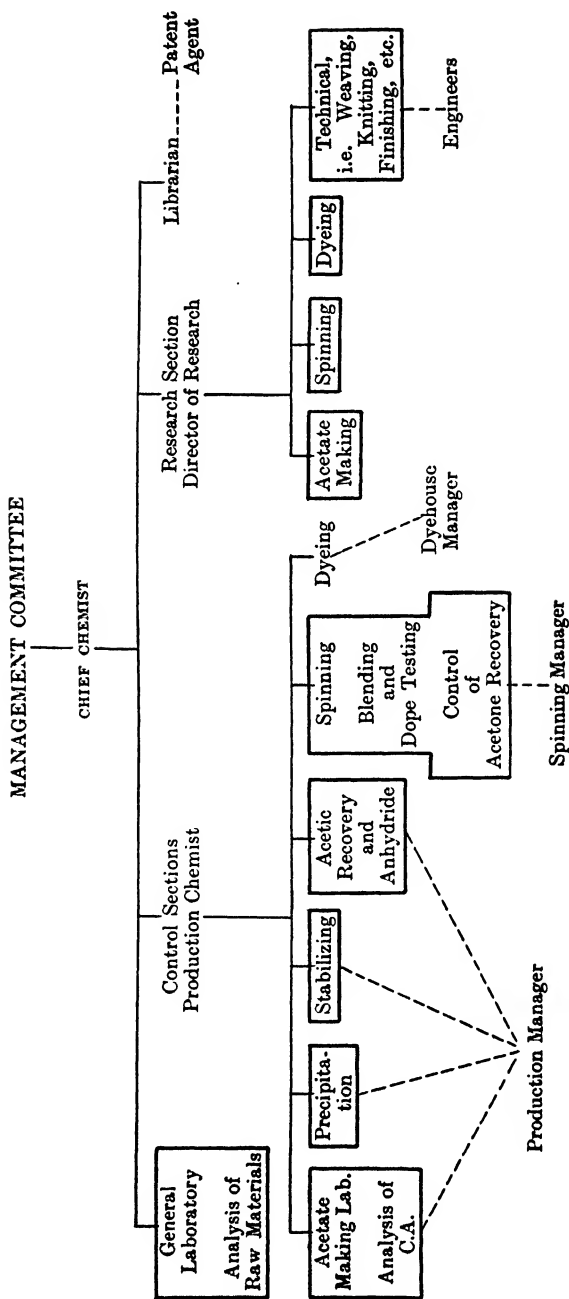 MANAGEMENT COMMITTEE
CHIEF CHEMIST
General
Laboratory
Analysis of
Raw Materials
Control Sections
Production Chemist
Research Section
Director of Research
Librarian
Patent
Agent
Acetate
Making Lab.
Analysis of
C.A.
Precipita-
tion
Stabilizing
Acetic
Recovery
and
Anhydride
Spinning
Blending
and
Dope Testing
Control
of
Acetone Recovery
Dyeing
Acetate
Making
Spinning
Dyeing
Technical,
i.e. Weaving,
Knitting,
Finishing, etc.
Production Manager
Spinning Manager
Dyehouse
Manager
Engineers